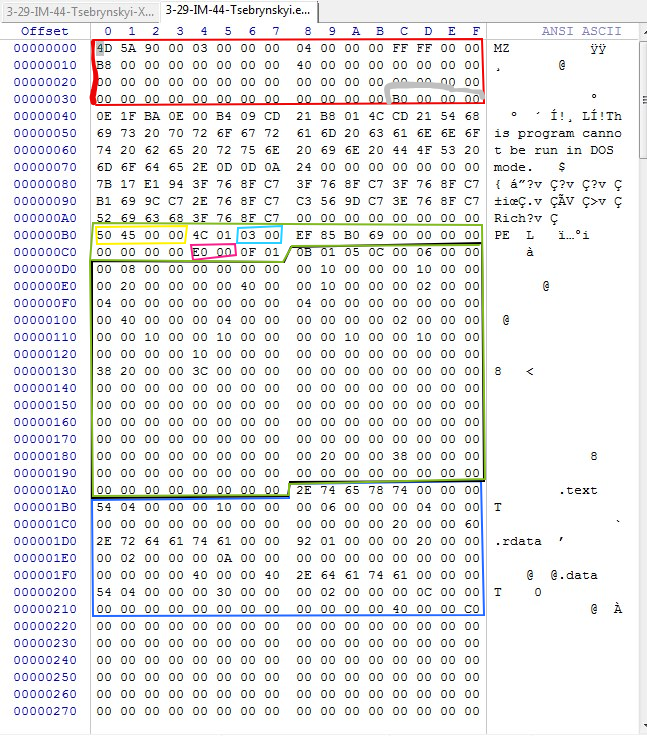 3-29-IM-44-Tsebrynskyi-X...
3-29-IM-44-Tsebrynskyi.e...
Offset 0 1 2 3 4 5 6 7 8 9 A B C D E F ANSI ASCII
00000000 4D 5A 90 00 03 00 00 00 04 00 00 00 FF FF 00 00 MZ ÿÿ
00000010 B8 00 00 00 00 00 00 00 40 00 00 00 00 00 00 00 ¸ @
00000020 00 00 00 00 00 00 00 00 00 00 00 00 00 00 00 00
00000030 00 00 00 00 00 00 00 00 00 00 00 00 B0 00 00 00 °
00000040 0E 1F BA 0E 00 B4 09 CD 21 B8 01 4C CD 21 54 68 º ´ Í!¸ LÍ!Th
00000050 69 73 20 70 72 6F 67 72 61 6D 20 63 61 6E 6E 6F is program canno
00000060 74 20 62 65 20 72 75 6E 20 69 6E 20 44 4F 53 20 t be run in DOS
00000070 6D 6F 64 65 2E 0D 0D 0A 24 00 00 00 00 00 00 00 mode. $
00000080 7B 17 E1 94 3F 76 8F C7 3F 76 8F C7 3F 76 8F C7 { á”?v Ç?v Ç?v Ç
00000090 B1 69 9C C7 2E 76 8F C7 C3 56 9D C7 3E 76 8F C7 ±iœÇ.v ÇÃV Ç>v Ç
000000A0 52 69 63 68 3F 76 8F C7 00 00 00 00 00 00 00 00 Rich?v Ç
000000B0 50 45 00 00 4C 01 03 00 EF 85 B0 69 00 00 00 00 PE L ï…°i
000000C0 00 00 00 00 E0 00 0F 01 0B 01 05 0C 00 06 00 00 à
000000D0 00 08 00 00 00 00 00 00 00 10 00 00 00 10 00 00
000000E0 00 20 00 00 00 00 40 00 00 10 00 00 00 02 00 00 @
000000F0 04 00 00 00 00 00 00 00 04 00 00 00 00 00 00 00
00000100 00 40 00 00 00 04 00 00 00 00 00 00 02 00 00 00 @
00000110 00 00 10 00 00 10 00 00 00 00 10 00 00 10 00 00
00000120 00 00 00 00 10 00 00 00 00 00 00 00 00 00 00 00
00000130 38 20 00 00 3C 00 00 00 00 00 00 00 00 00 00 00 8 <
00000140 00 00 00 00 00 00 00 00 00 00 00 00 00 00 00 00
00000150 00 00 00 00 00 00 00 00 00 00 00 00 00 00 00 00
00000160 00 00 00 00 00 00 00 00 00 00 00 00 00 00 00 00
00000170 00 00 00 00 00 00 00 00 00 00 00 00 00 00 00 00
00000180 00 00 00 00 00 00 00 00 00 20 00 00 38 00 00 00 8
00000190 00 00 00 00 00 00 00 00 00 00 00 00 00 00 00 00
000001A0 00 00 00 00 00 00 00 00 2E 74 65 78 74 00 00 00 .text
000001B0 54 04 00 00 00 10 00 00 00 06 00 00 00 04 00 00 T
000001C0 00 00 00 00 00 00 00 00 00 00 00 00 20 00 00 60 `
000001D0 2E 72 64 61 74 61 00 00 92 01 00 00 00 20 00 00 .rdata ’
000001E0 00 02 00 00 00 0A 00 00 00 00 00 00 00 00 00 00
000001F0 00 00 00 00 40 00 00 40 2E 64 61 74 61 00 00 00 @ @.data
00000200 54 04 00 00 00 30 00 00 00 02 00 00 00 0C 00 00 T 0
00000210 00 00 00 00 00 00 00 00 00 00 00 00 40 00 00 C0 @ À
00000220 00 00 00 00 00 00 00 00 00 00 00 00 00 00 00 00
00000230 00 00 00 00 00 00 00 00 00 00 00 00 00 00 00 00
00000240 00 00 00 00 00 00 00 00 00 00 00 00 00 00 00 00
00000250 00 00 00 00 00 00 00 00 00 00 00 00 00 00 00 00
00000260 00 00 00 00 00 00 00 00 00 00 00 00 00 00 00 00
00000270 00 00 00 00 00 00 00 00 00 00 00 00 00 00 00 00